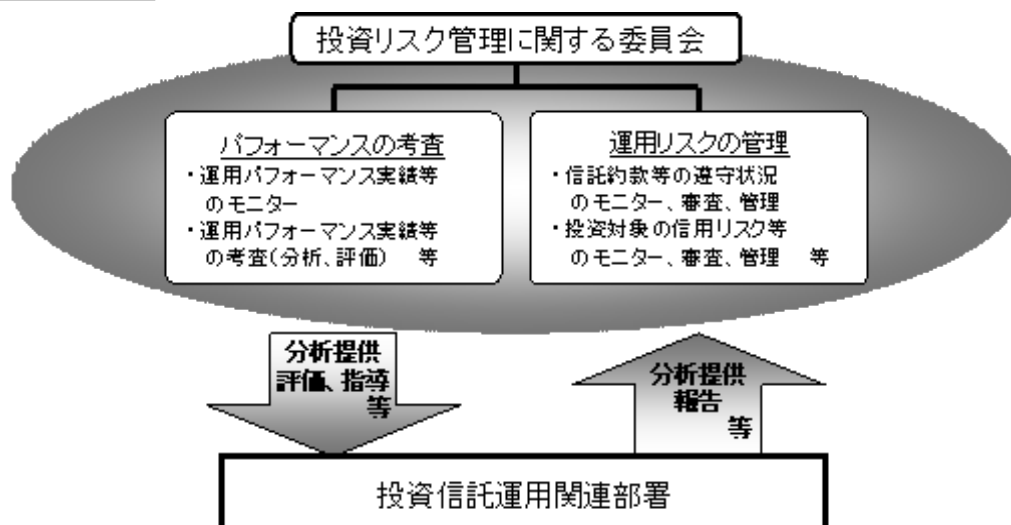 投資リスク管理に関する委員会
パフォーマンスの考査
・運用パフォーマンス実績等
のモニター
・運用パフォーマンス実績等
の考査(分析、評価) 等
運用リスクの管理
・信託約款等の遵守状況
のモニター、審査、管理
・投資対象の信用リスク等
のモニター、審査、管理 等
分析提供
評価、指導
等
分析提供
報告
等
投資信託運用関連部署